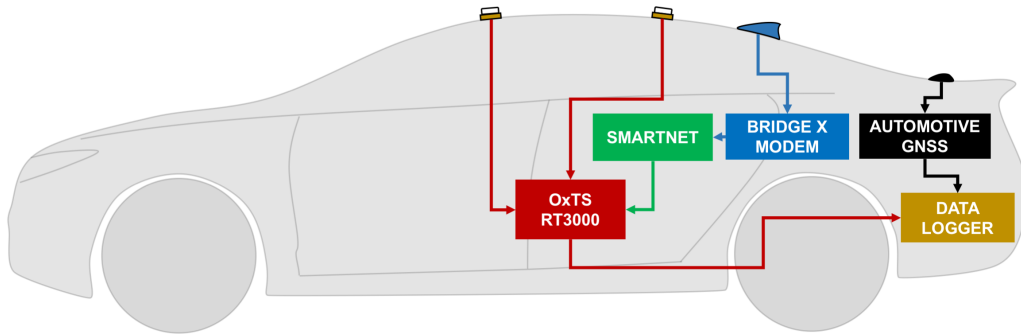 SMARTNET
BRIDGE X
MODEM
AUTOMOTIVE
GNSS
OxTS
RT3000
DATA
LOGGER